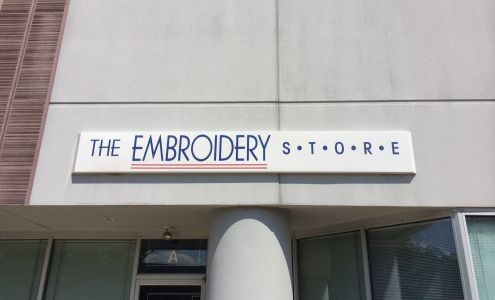 THE EMBROIDERY S•T•O•R•E
A